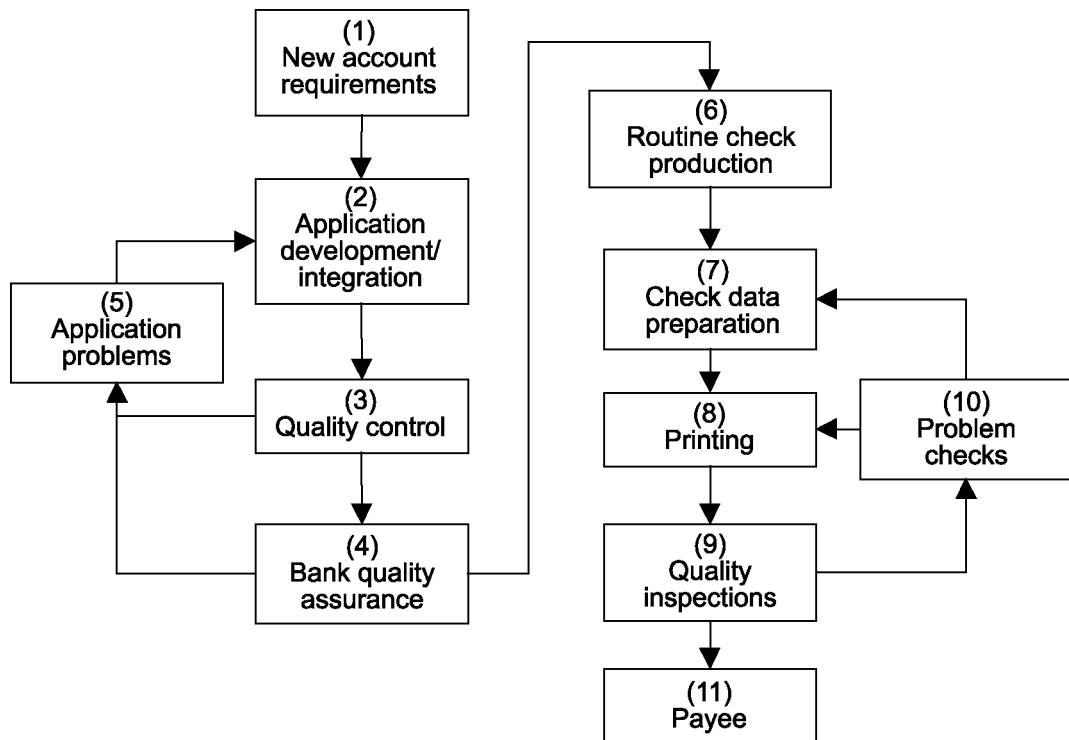 (1)
New account
requirements
(2)
Application
development/
integration
(3)
Quality control
(4)
Bank quality
assurance
(5)
Application
problems
(6)
Routine check
production
(7)
Check data
preparation
(8)
Printing
(9)
Quality
inspections
(10)
Problem
checks
(11)
Payee